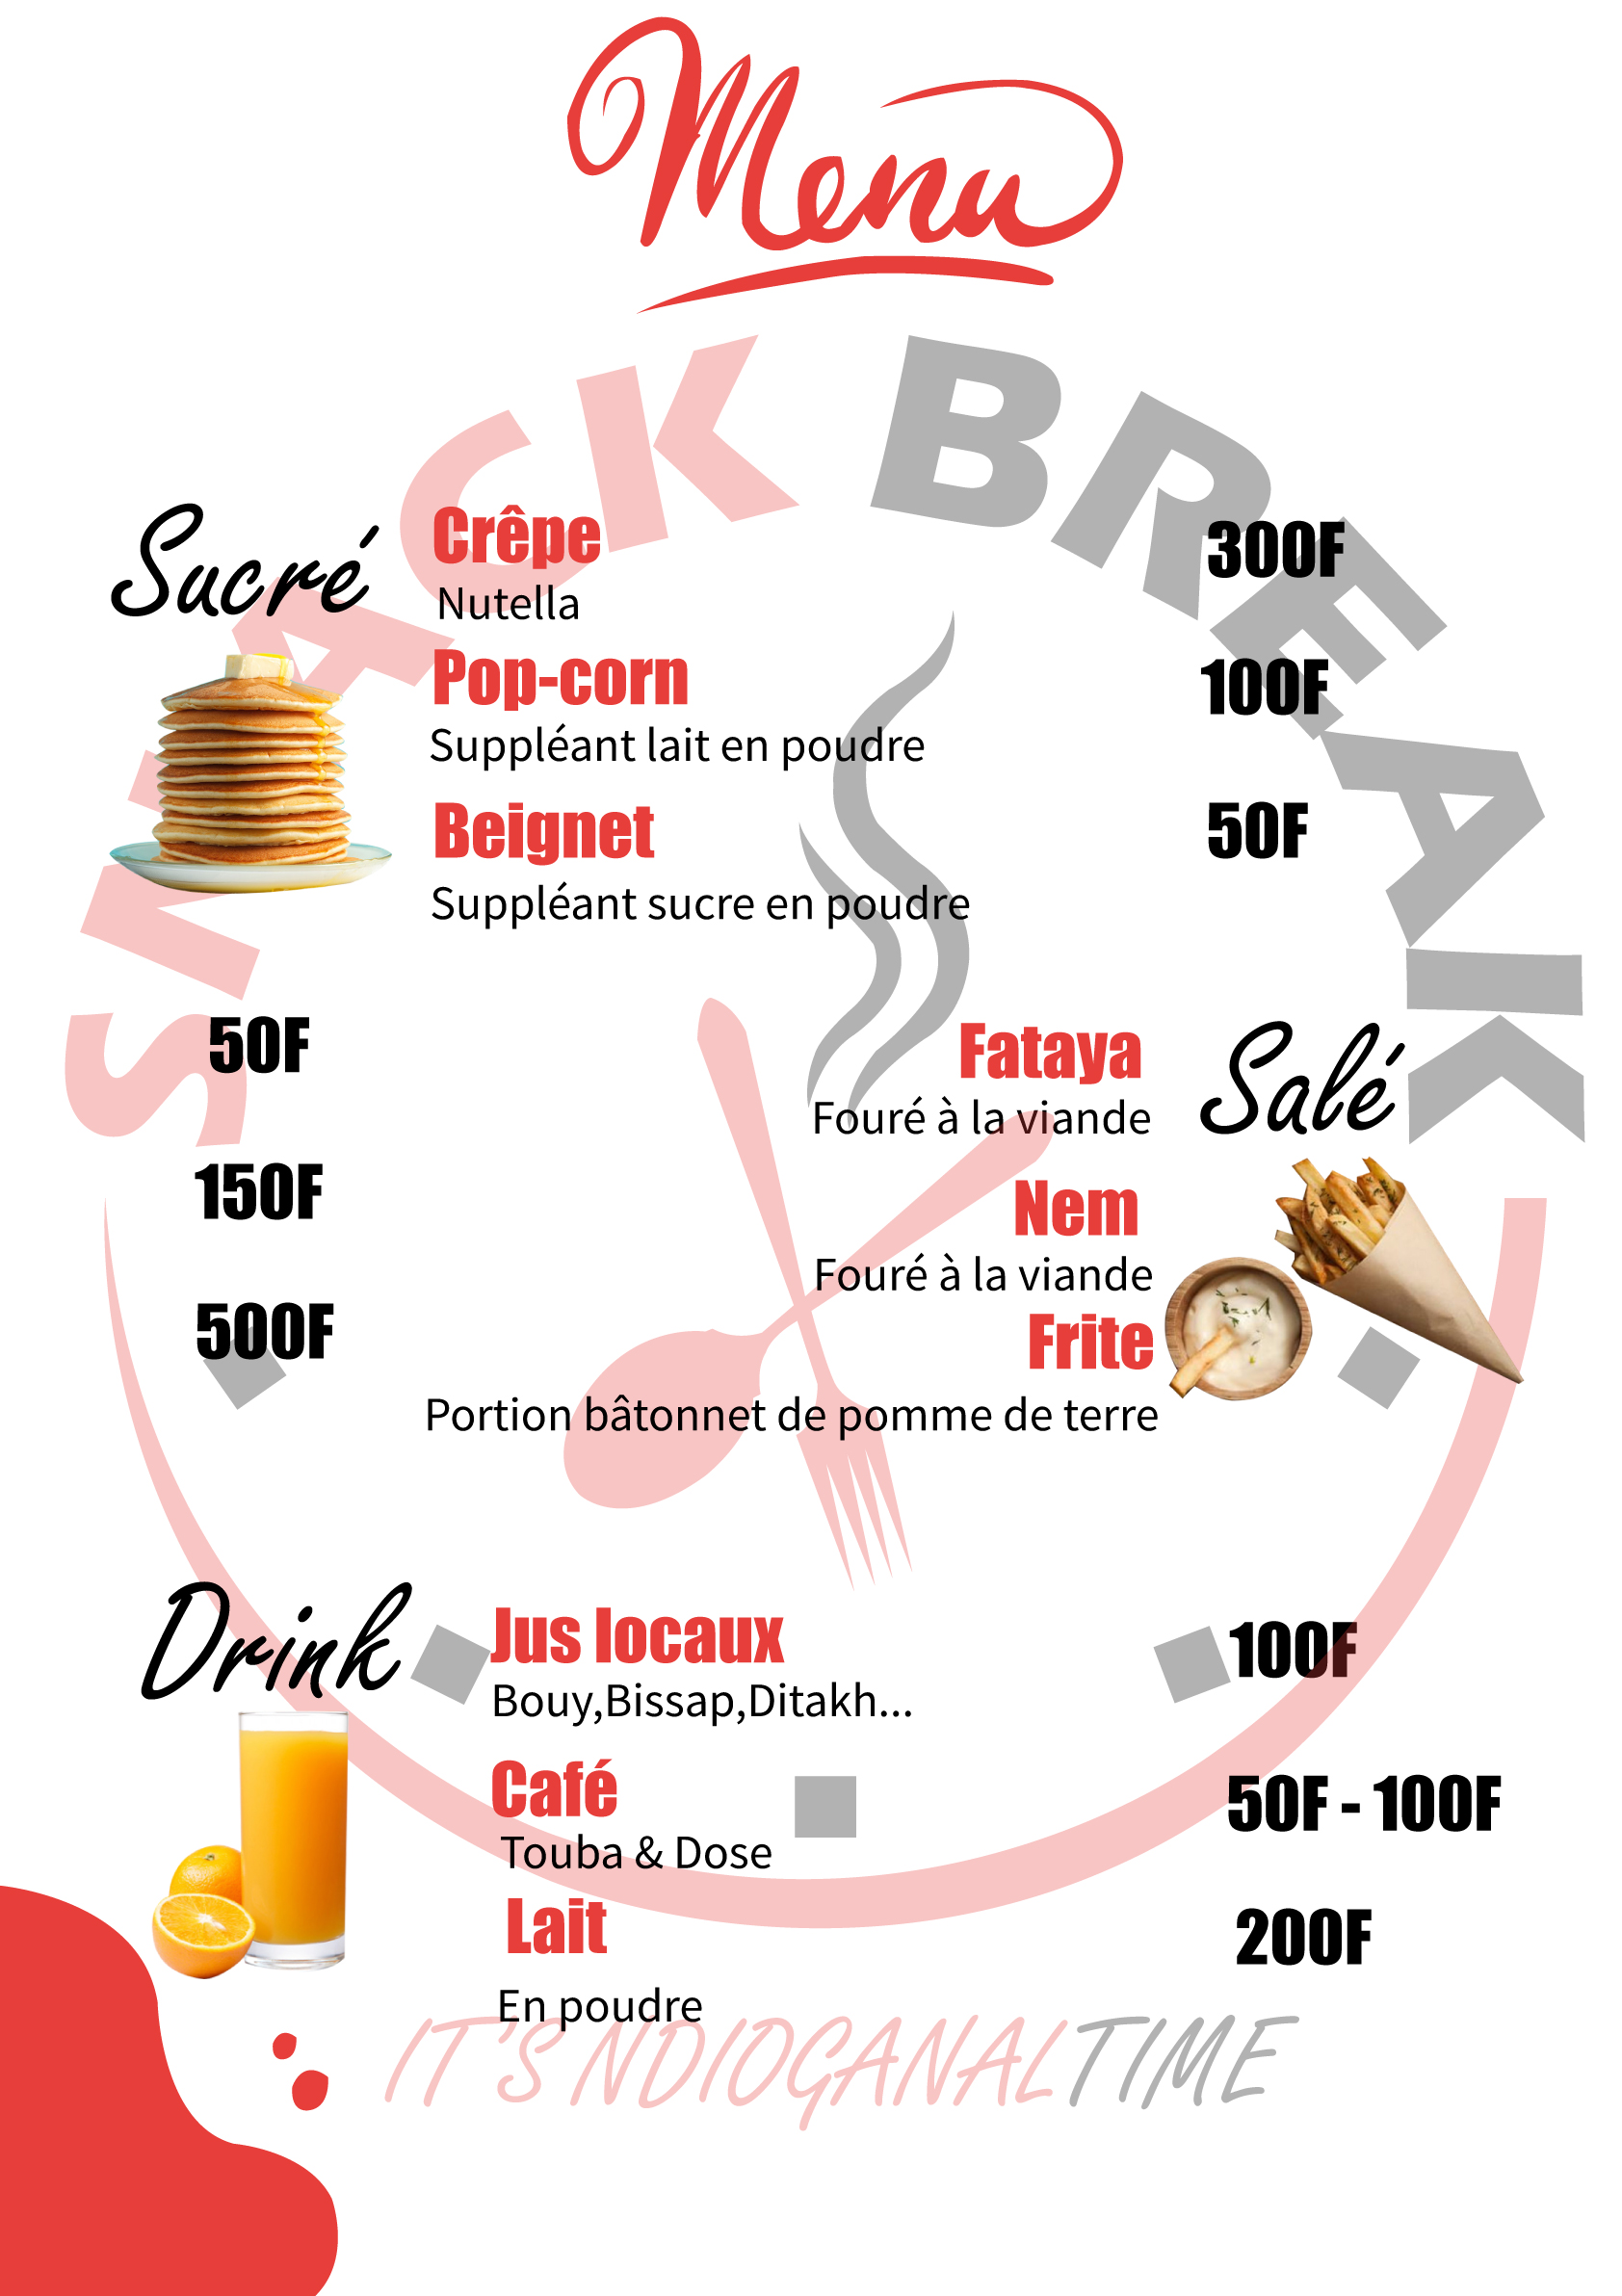 Menu
SNACK BREAK
Sucré
Crêpe 300F
Nutella
Pop-corn 100F
Suppléant lait en poudre
Beignet 50F
Suppléant sucre en poudre
Salé
50F Fataya
Fouré à la viande
150F Nem
Fouré à la viande
500F Frite
Portion bâtonnet de pomme de terre
Drink
Jus locaux 100F
Bouy,Bissap,Ditakh...
Café 50F - 100F
Touba & Dose
Lait 200F
En poudre
IT'S NDIOGANALTIME